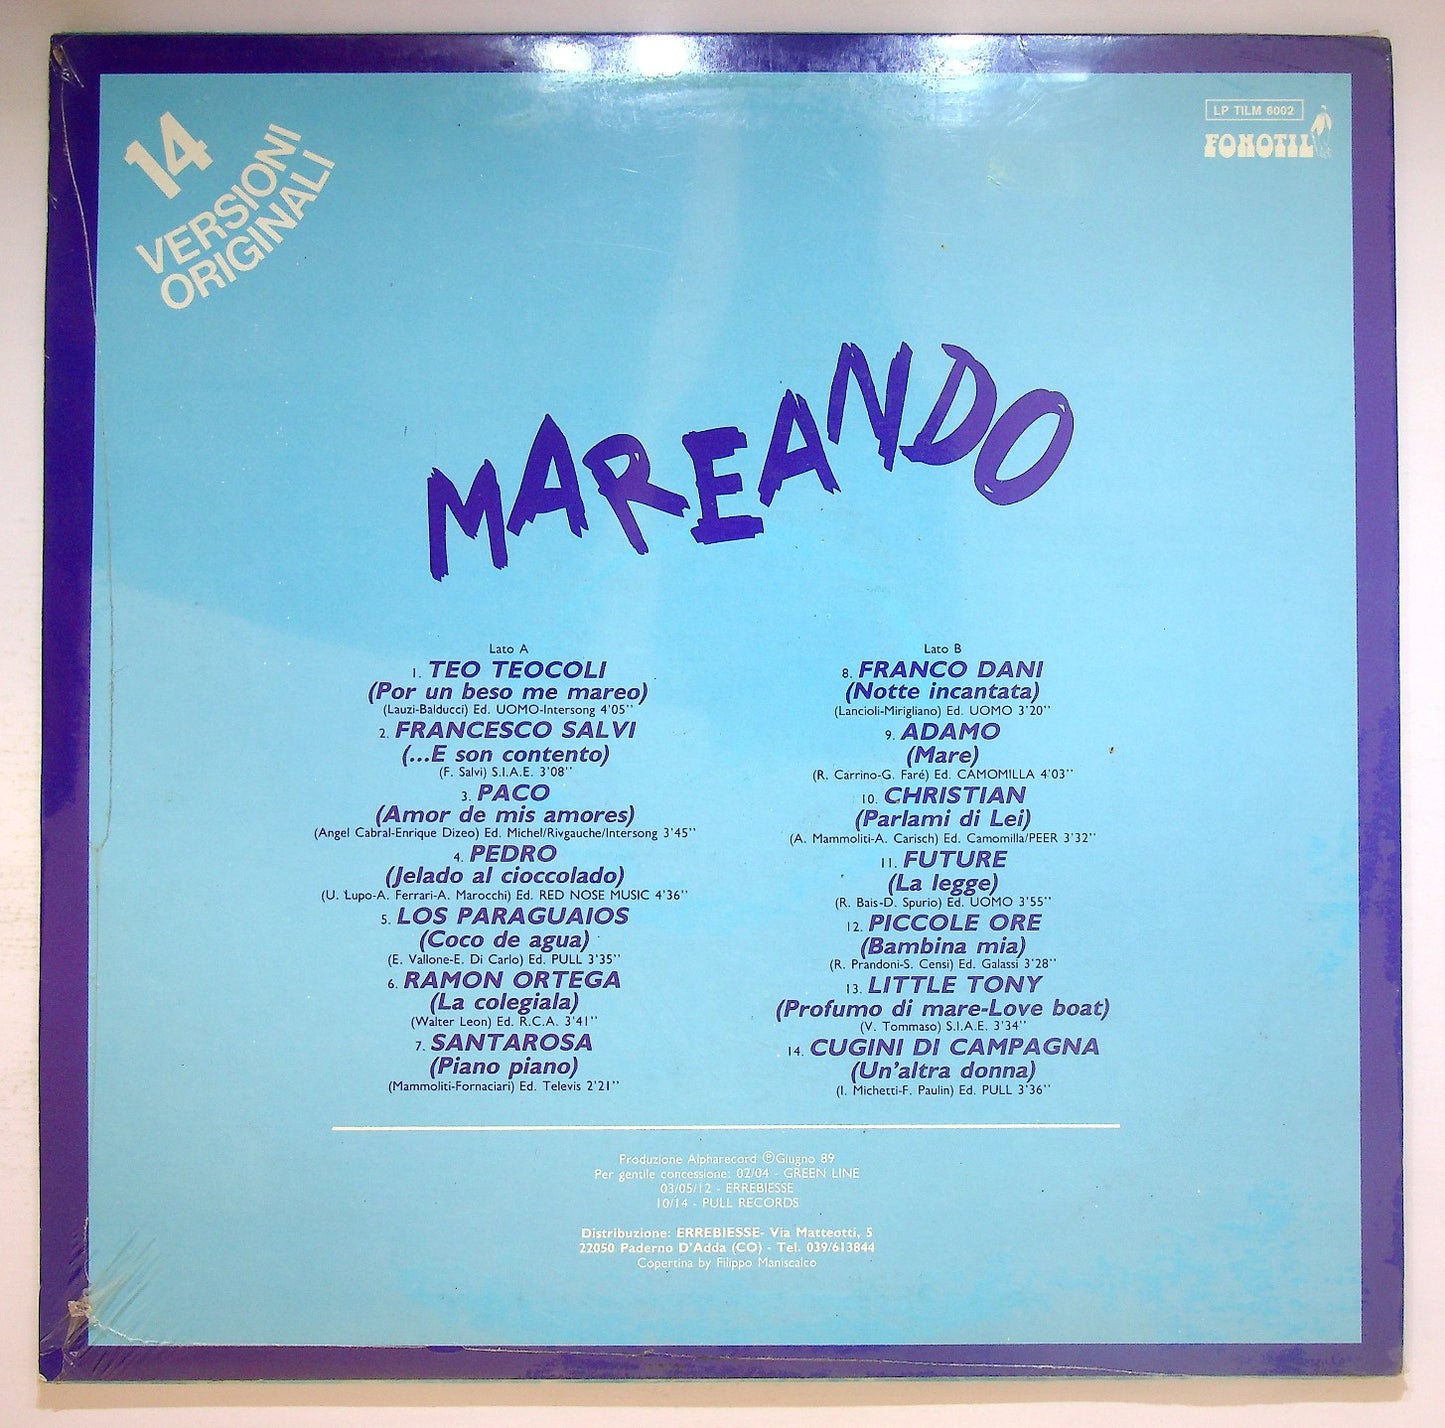 14
VERSIONI
ORIGINALI
LP TILM 6002
FONOTIL
MAREANDO
Lato A
1. TEO TEOCOLI
(Por un beso me mareo)
(Lauzi-Balducci) Ed. UOMO-Intersong 4'05''
2. FRANCESCO SALVI
(...E son contento)
(F. Salvi) S.I.A.E. 3'08''
3. PACO
(Amor de mis amores)
(Angel Cabral-Enrique Dizeo) Ed. Michel/Rivgauche/Intersong 3'45''
4. PEDRO
(Jelado al cioccolado)
(U. Lupo-A. Ferrari-A. Marocchi) Ed. RED NOSE MUSIC 4'36''
5. LOS PARAGUAIOS
(Coco de agua)
(E. Vallone-E. Di Carlo) Ed. PULL 3'35''
6. RAMON ORTEGA
(La colegiala)
(Walter Leon) Ed. R.C.A. 3'41''
7. SANTAROSA
(Piano piano)
(Mammoliti-Fornaciari) Ed. Televis 2'21''
Lato B
8. FRANCO DANI
(Notte incantata)
(Lancioli-Mirigliano) Ed. UOMO 3'20''
9. ADAMO
(Mare)
(R. Carrino-G. Faré) Ed. CAMOMILLA 4'03''
10. CHRISTIAN
(Parlami di Lei)
(A. Mammoliti-A. Carisch) Ed. Camomilla/PEER 3'32''
11. FUTURE
(La legge)
(R. Bais-D. Spurio) Ed. UOMO 3'55''
12. PICCOLE ORE
(Bambina mia)
(R. Prandoni-S. Censi) Ed. Galassi 3'28''
13. LITTLE TONY
(Profumo di mare-Love boat)
(V. Tommaso) S.I.A.E. 3'34''
14. CUGINI DI CAMPAGNA
(Un'altra donna)
(I. Michetti-F. Paulin) Ed. PULL 3'36''
Produzione Alpharecord ℗Giugno 89
Per gentile concessione: 02/04 - GREEN LINE
03/05/12 - ERREBIESSE
10/14 - PULL RECORDS
Distribuzione: ERREBIESSE- Via Matteotti, 5
22050 Paderno D'Adda (CO) - Tel. 039/613844
Copertina by Filippo Maniscalco